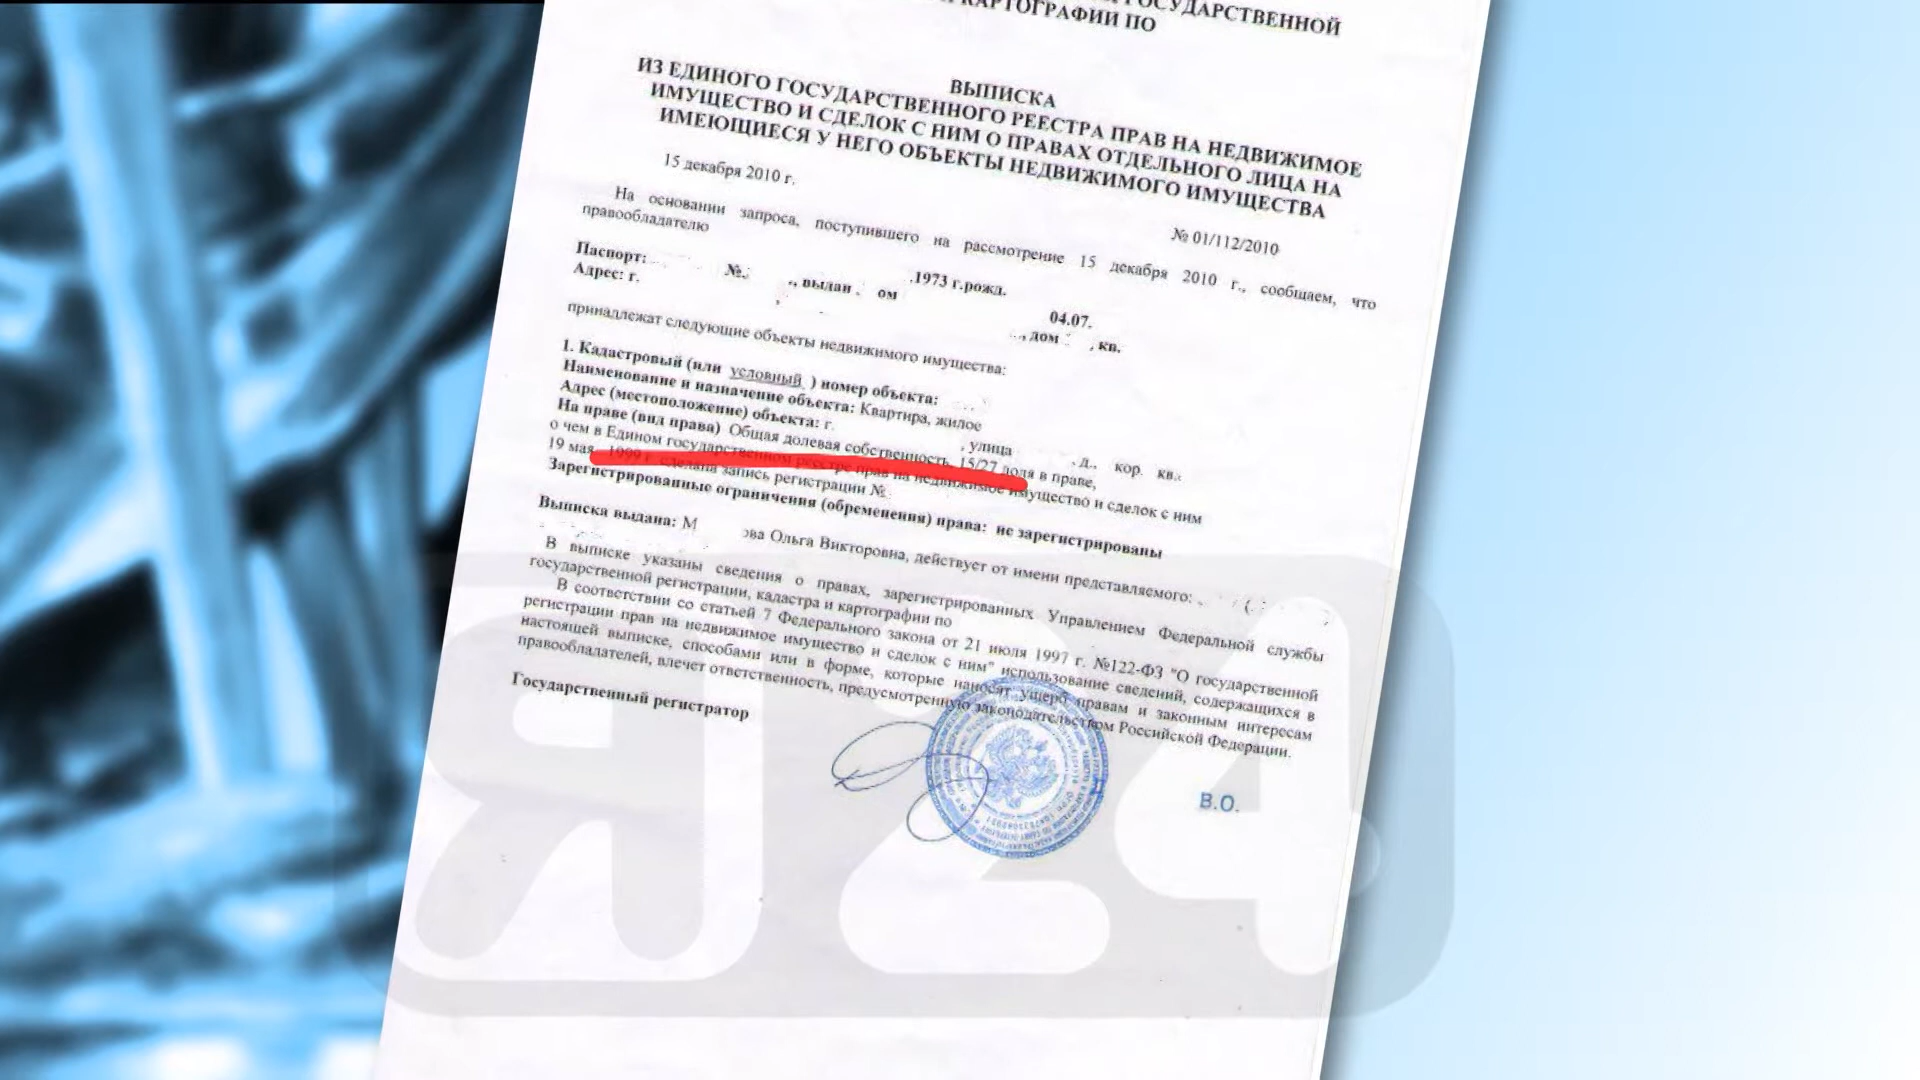 ГОСУДАРСТВЕННОЙ
КАРТОГРАФИИ ПО
ВЫПИСКА
ИЗ ЕДИНОГО ГОСУДАРСТВЕННОГО РЕЕСТРА ПРАВ НА НЕДВИЖИМОЕ
ИМУЩЕСТВО И СДЕЛОК С НИМ О ПРАВАХ ОТДЕЛЬНОГО ЛИЦА НА
ИМЕЮЩИЕСЯ У НЕГО ОБЪЕКТЫ НЕДВИЖИМОГО ИМУЩЕСТВА
15 декабря 2010 г.
№ 01/112/2010
На основании запроса, поступившего на рассмотрение 15 декабря 2010 г., сообщаем, что
правообладателю
.1973 г.рожд.
Паспорт: №. ., выдан . ом 04.07.
Адрес: г. , дом , кв.
принадлежат следующие объекты недвижимого имущества:
1. Кадастровый (или условный ) номер объекта:
Наименование и назначение объекта: Квартира, жилое
Адрес (местоположение) объекта: г. , улица , д., кор. кв.
На праве (вид права) Общая долевая собственность, 15/27 доля в праве,
о чем в Едином государственном реестре прав на недвижимое имущество и сделок с ним
19 мая 1999 г. сделана запись регистрации №
Зарегистрированные ограничения (обременения) права: не зарегистрированы
Выписка выдана: М ова Ольга Викторовна, действует от имени представляемого:
В выписке указаны сведения о правах, зарегистрированных Управлением Федеральной службы
государственной регистрации, кадастра и картографии по
В соответствии со статьей 7 Федерального закона от 21 июля 1997 г. №122-ФЗ "О государственной
регистрации прав на недвижимое имущество и сделок с ним" использование сведений, содержащихся в
настоящей выписке, способами или в форме, которые наносят ущерб правам и законным интересам
правообладателей, влечет ответственность, предусмотренную законодательством Российской Федерации.
Государственный регистратор
В.О.
Я24